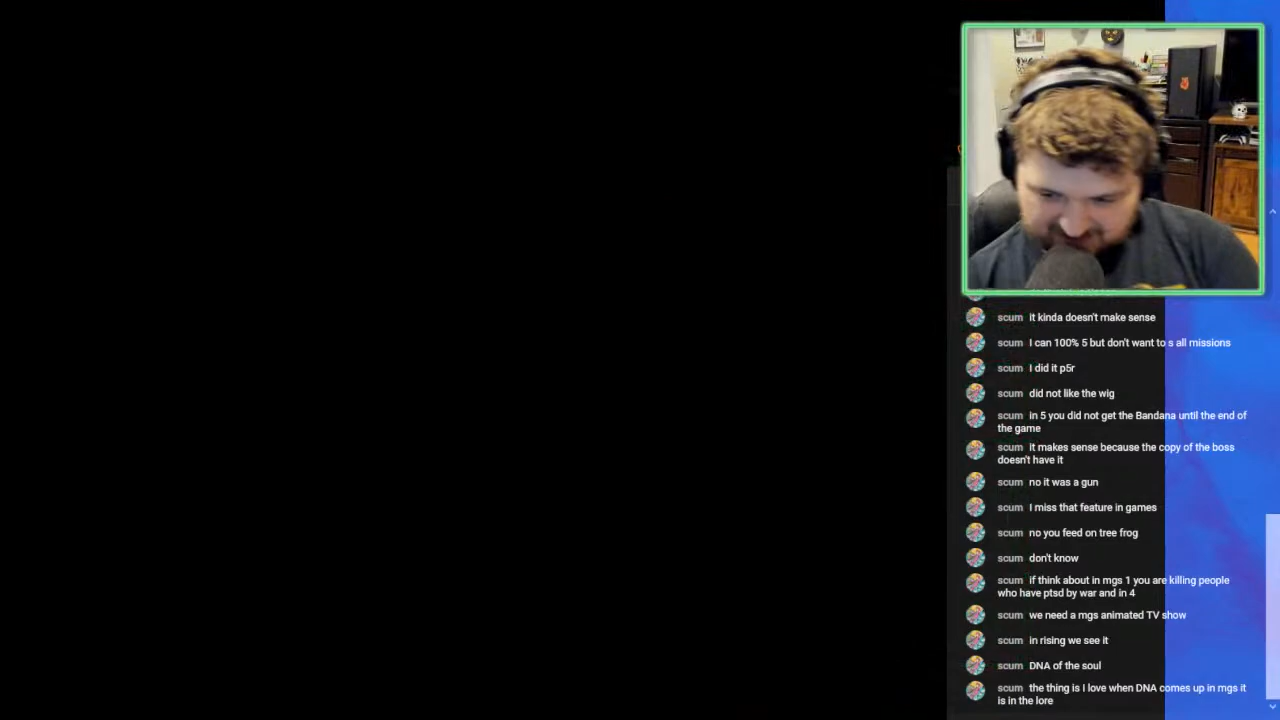 scum it kinda doesn't make sense
scum I can 100% 5 but don't want to s all missions
scum I did it p5r
scum did not like the wig
scum in 5 you did not get the Bandana until the end of
the game
scum it makes sense because the copy of the boss
doesn't have it
scum no it was a gun
scum I miss that feature in games
scum no you feed on tree frog
scum don't know
scum if think about in mgs 1 you are killing people
who have ptsd by war and in 4
scum we need a mgs animated TV show
scum in rising we see it
scum DNA of the soul
scum the thing is I love when DNA comes up in mgs it
is in the lore